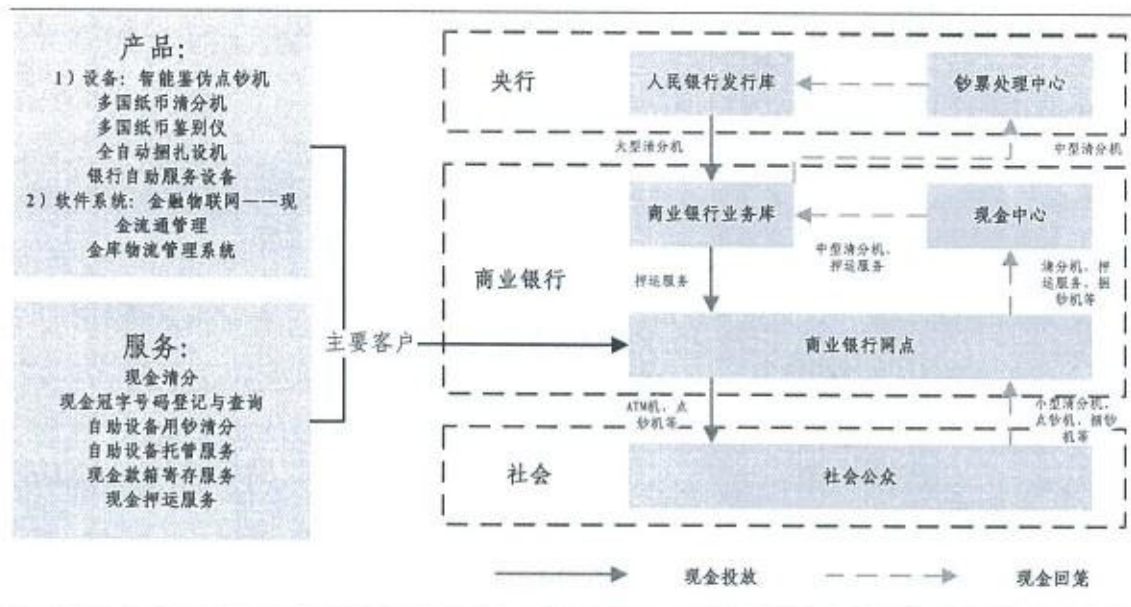 产品:
1）设备：智能鉴伪点钞机
多国纸币清分机
多国纸币鉴别仪
全自动捆扎设机
银行自助服务设备
2）软件系统：金融物联网——现
金流通管理
金库物流管理系统
服务:
现金清分
现金冠字号码登记与查询
自助设备用钞清分
自助设备托管服务
现金款箱寄存服务
现金押运服务
主要客户
央行
人民银行发行库
钞票处理中心
大型清分机
中型清分机
商业银行
商业银行业务库
现金中心
中型清分机、
押运服务
押运服务
清分机、押
运服务、捆
钞机等
商业银行网点
ATM机、点
钞机等
小型清分机、
点钞机、捆钞
机等
社会
社会公众
现金投放
现金回笼